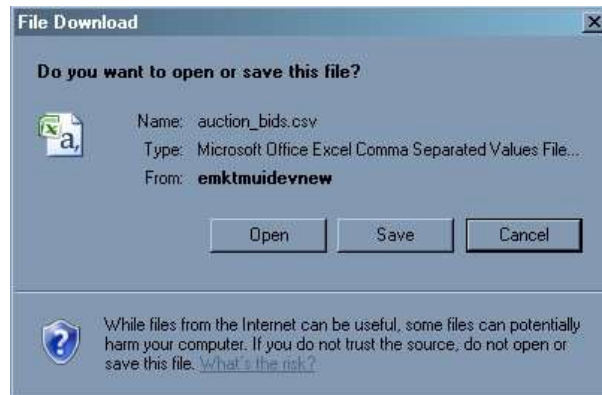 File Download
Do you want to open or save this file?
Name: auction_bids.csv
Type: Microsoft Office Excel Comma Separated Values File...
From: emktmuidevnew
Open Save Cancel
While files from the Internet can be useful, some files can potentially
harm your computer. If you do not trust the source, do not open or
save this file. What's the risk?